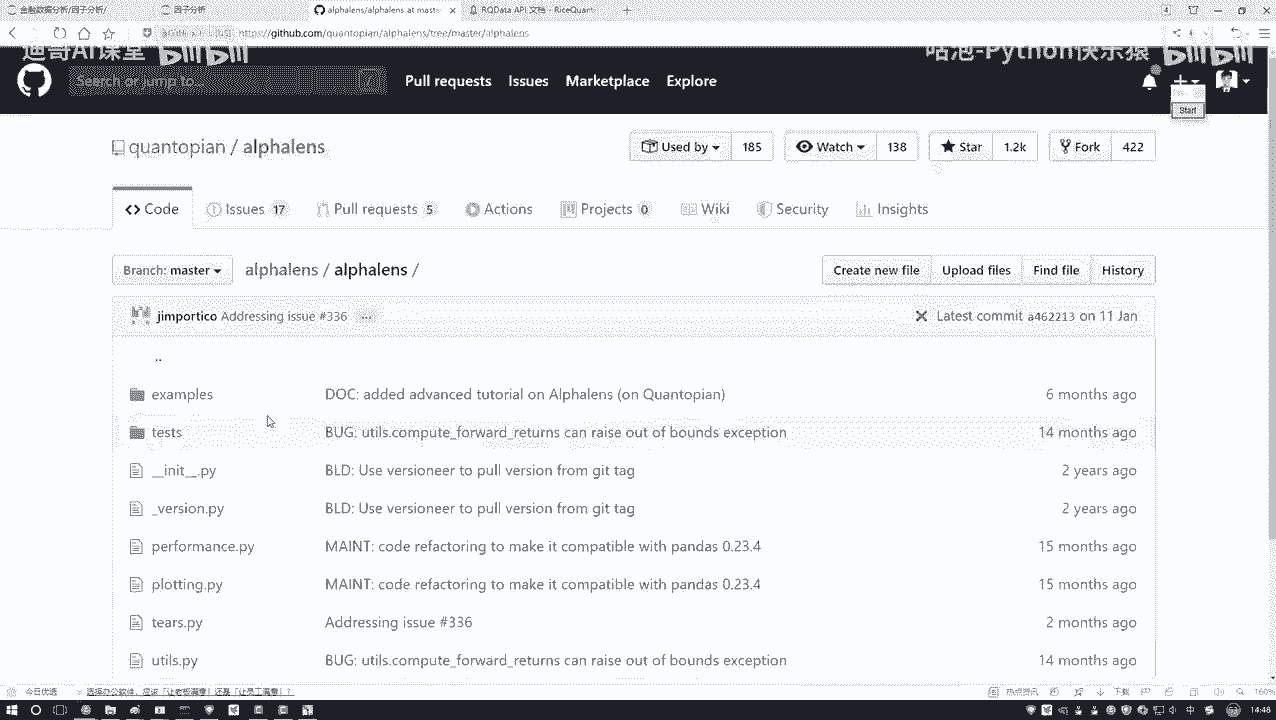 金融数据分析/因子分析/
因子分析
alphalens/alphalens at master
RQData API 文档 - RiceQuant
https://github.com/quantopian/alphalens/tree/master/alphalens
迪哥AI课堂 bilibili
咕泡-Python快乐猿 bilibili
Search or jump to
Pull requests Issues Marketplace Explore
Start
quantopian / alphalens
Used by 185 Watch 138 Star 1.2k Fork 422
Code Issues 17 Pull requests 5 Actions Projects 0 Wiki Security Insights
Branch: master alphalens / alphalens / Create new file Upload files Find file History
jimportico Addressing issue #336 ... Latest commit a462213 on 11 Jan
..
examples DOC: added advanced tutorial on Alphalens (on Quantopian) 6 months ago
tests BUG: utils.compute_forward_returns can raise out of bounds exception 14 months ago
__init__.py BLD: Use versioneer to pull version from git tag 2 years ago
_version.py BLD: Use versioneer to pull version from git tag 2 years ago
performance.py MAINT: code refactoring to make it compatible with pandas 0.23.4 15 months ago
plotting.py MAINT: code refactoring to make it compatible with pandas 0.23.4 15 months ago
tears.py Addressing issue #336 2 months ago
utils.py BUG: utils.compute_forward_returns can raise out of bounds exception 14 months ago
今日优选 选择办公软件，应该「让老板满意」还是「让员工满意」？ 热点资讯 下载 160%
中 14:48